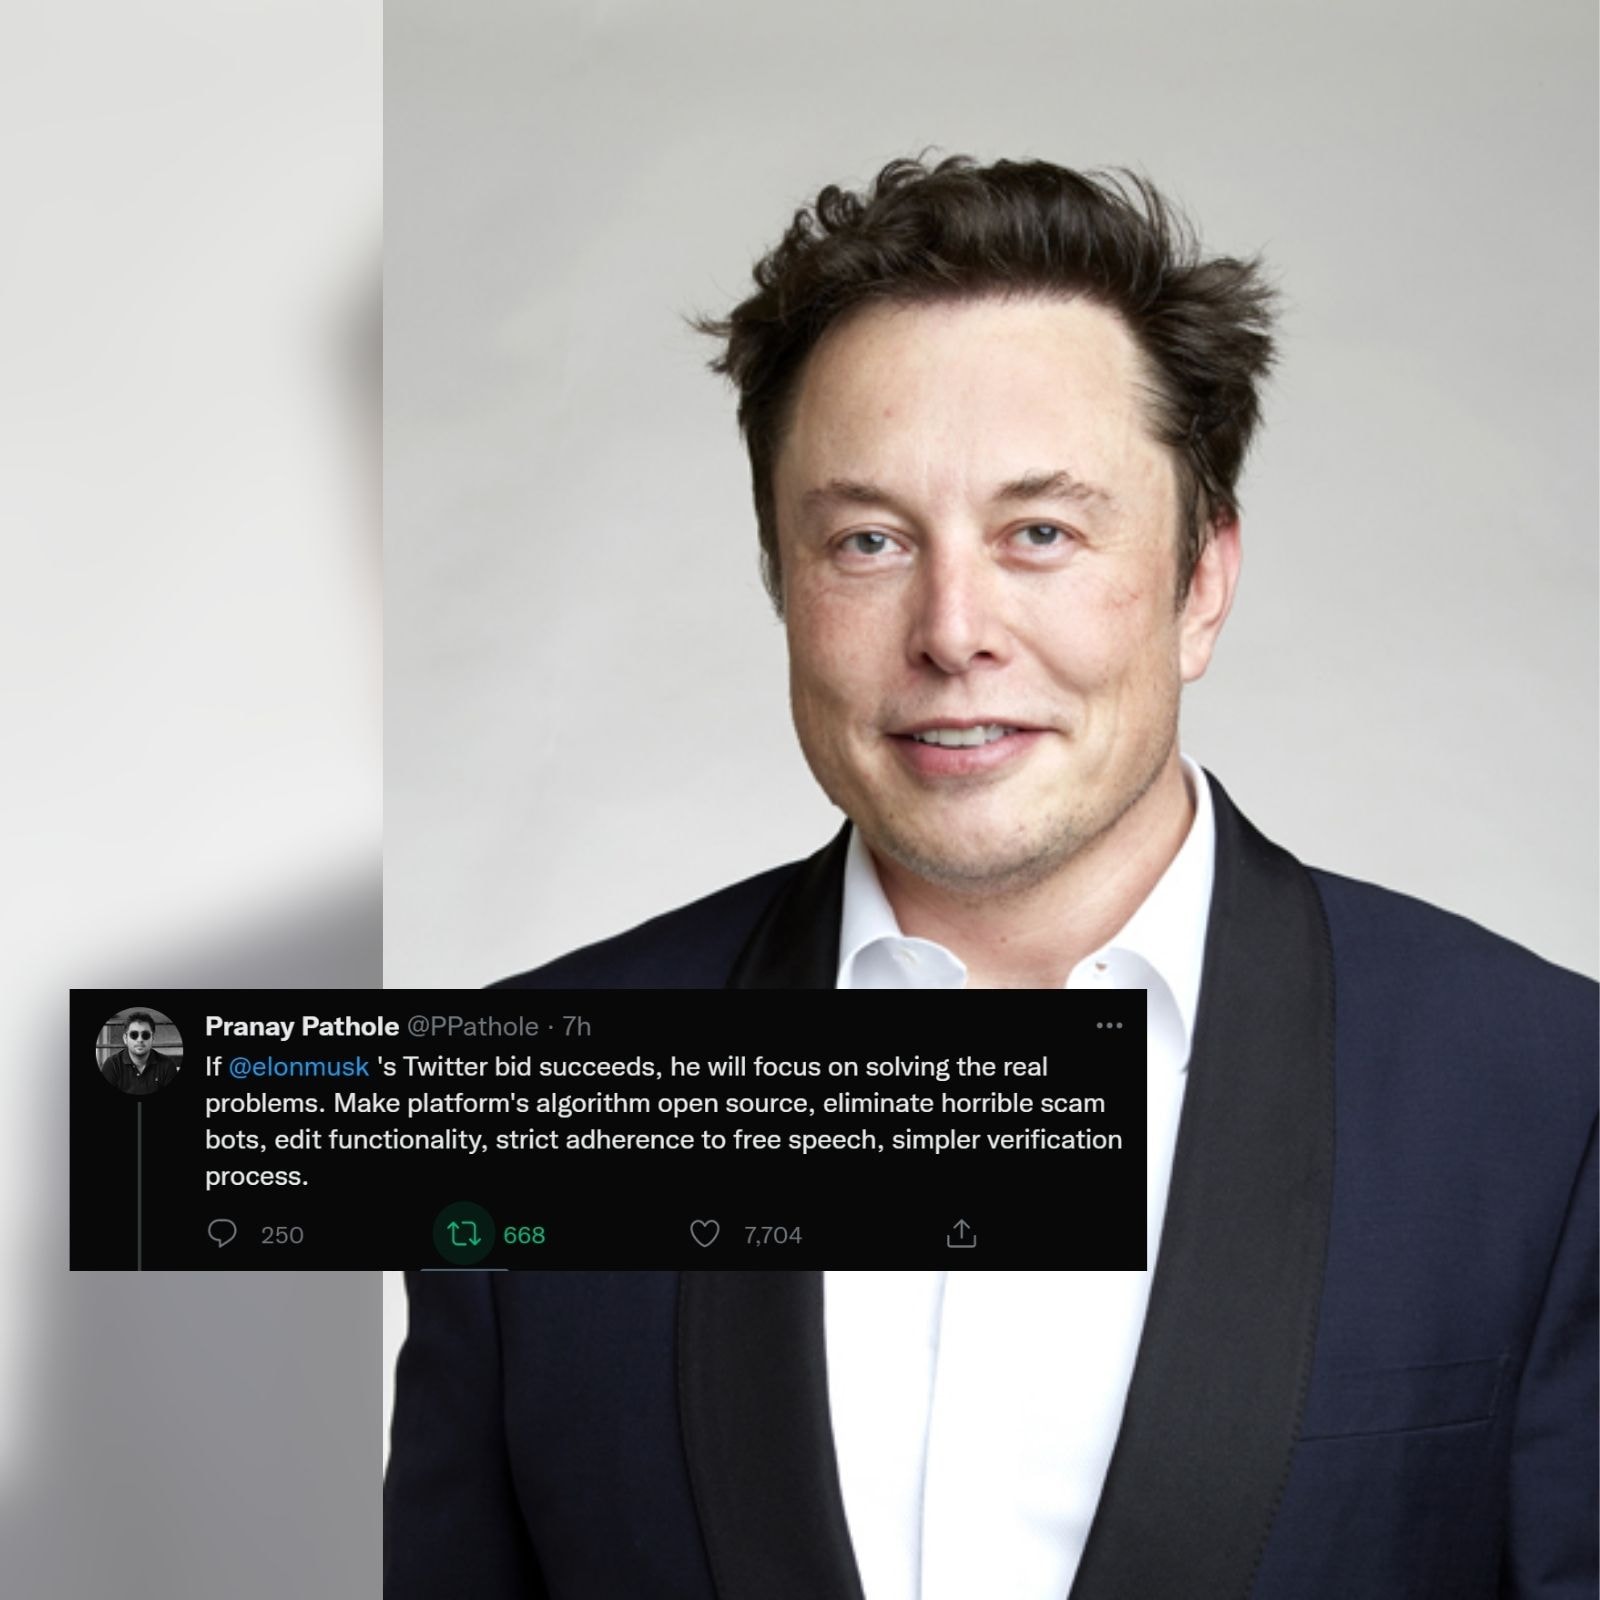 Pranay Pathole @PPathole · 7h
If @elonmusk 's Twitter bid succeeds, he will focus on solving the real
problems. Make platform's algorithm open source, eliminate horrible scam
bots, edit functionality, strict adherence to free speech, simpler verification
process.
250 668 7,704